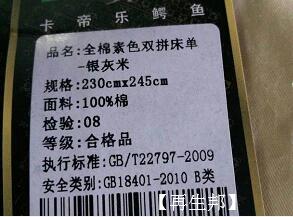 卡帝乐鳄鱼
品名:全棉素色双拼床单
-银灰米
规格:230cmx245cm
面料:100%棉
检验:08
等级:合格品
执行标准:GB/T22797-2009
安全类别:GB18401-2010 B类
【再生邦】